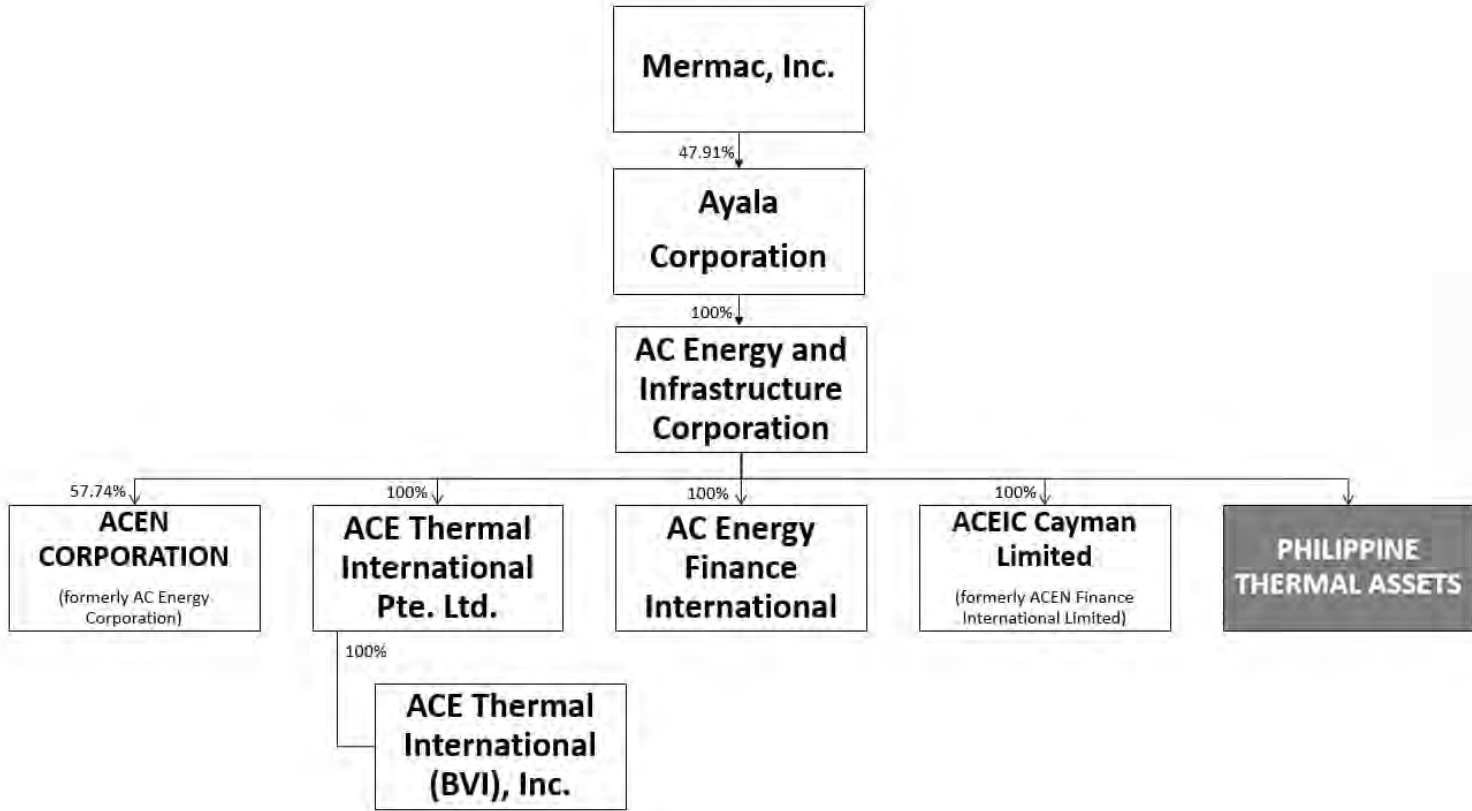 Mermac, Inc.
47.91%
Ayala
Corporation
100%
AC Energy and
Infrastructure
Corporation
57.74%
100%
100%
100%
ACEN
CORPORATION
(formerly AC Energy
Corporation)
ACE Thermal
International
Pte. Ltd.
AC Energy
Finance
International
ACEIC Cayman
Limited
(formerly ACEN Finance
International Limited)
PHILIPPINE
THERMAL ASSETS
100%
ACE Thermal
International
(BVI), Inc.